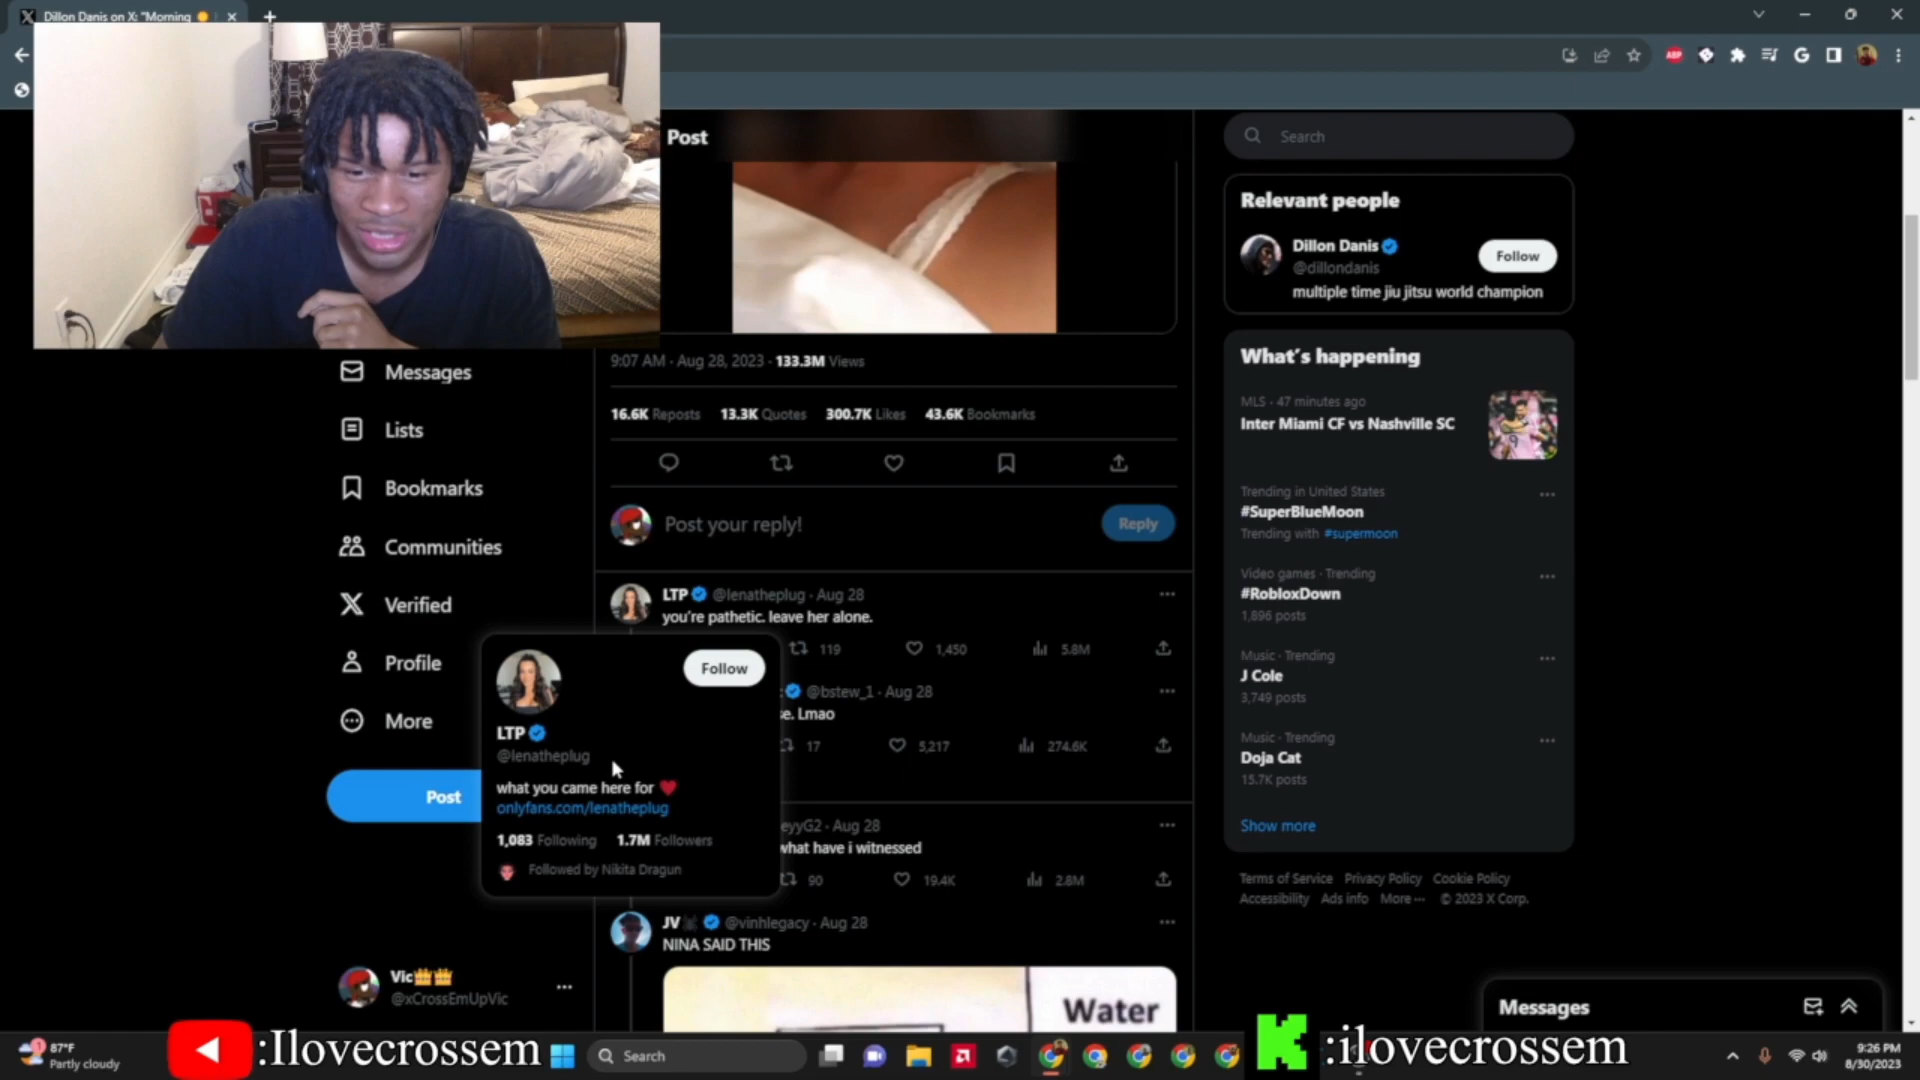 Dillon Danis on X: "Morning
Post
Search
Relevant people
Dillon Danis
@dillondanis
Follow
multiple time jiu jitsu world champion
9:07 AM · Aug 28, 2023 · 133.3M Views
16.6K Reposts 13.3K Quotes 300.7K Likes 43.6K Bookmarks
Post your reply!
Reply
What's happening
MLS · 47 minutes ago
Inter Miami CF vs Nashville SC
Trending in United States
#SuperBlueMoon
Trending with #supermoon
Video games · Trending
#RobloxDown
1,896 posts
Music · Trending
J Cole
3,749 posts
Music · Trending
Doja Cat
15.7K posts
Show more
Terms of Service Privacy Policy Cookie Policy
Accessibility Ads info More ··· © 2023 X Corp.
Messages
Lists
Bookmarks
Communities
Verified
Profile
More
Post
LTP @lenatheplug · Aug 28
you're pathetic. leave her alone.
119 1,450 5.8M
@bstew_1 · Aug 28
se. Lmao
17 5,217 274.6K
eyyG2 · Aug 28
what have i witnessed
90 19.4K 2.8M
JV @vinhlegacy · Aug 28
NINA SAID THIS
Water
Follow
LTP
@lenatheplug
what you came here for ❤
onlyfans.com/lenatheplug
1,083 Following 1.7M Followers
Followed by Nikita Dragun
Vic👑👑
@xCrossEmUpVic
Messages
87°F
Partly cloudy
:Ilovecrossem
Search
:ilovecrossem
9:26 PM
8/30/2023
ABP